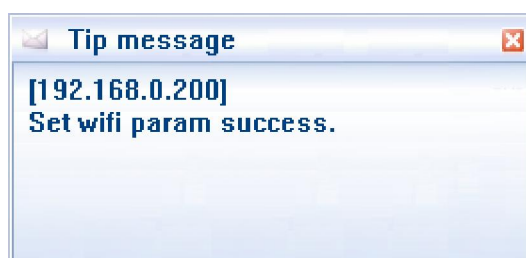 Tip message
[192.168.0.200]
Set wifi param success.